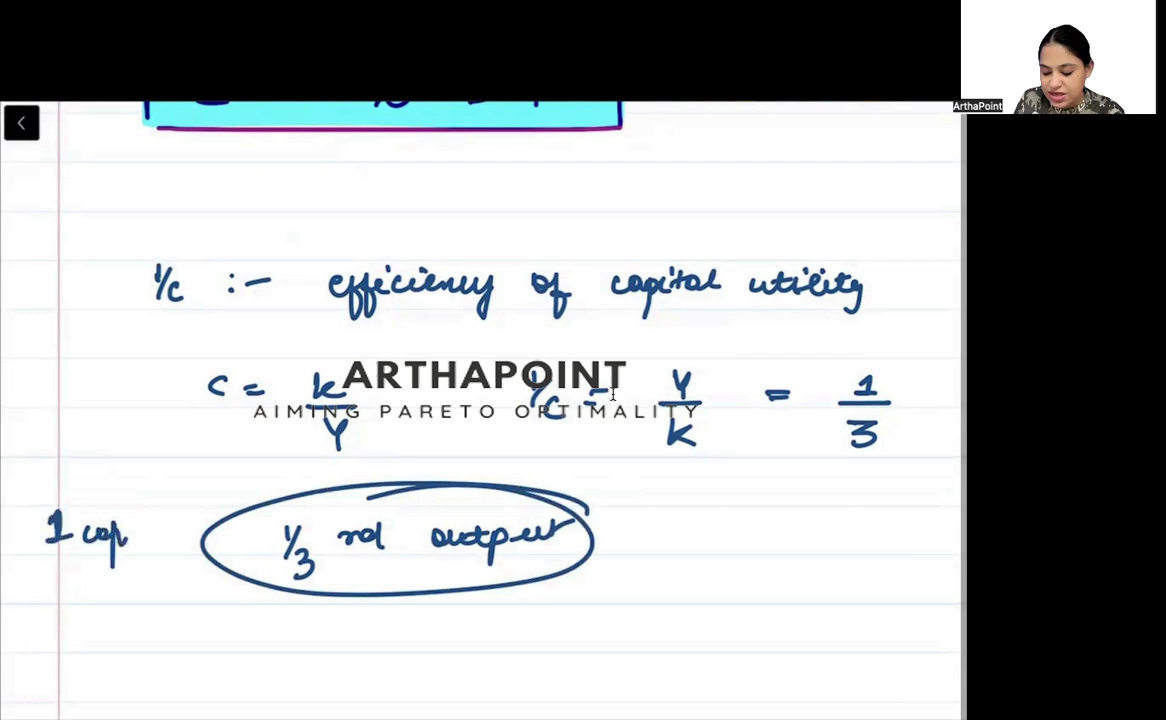 ArthaPoint
1/c :- efficiency of capital utility
c = k/Y 1/c = Y/k = 1/3
ARTHAPOINT
AIMING PARETO OPTIMALITY
1 cap 1/3 rd output